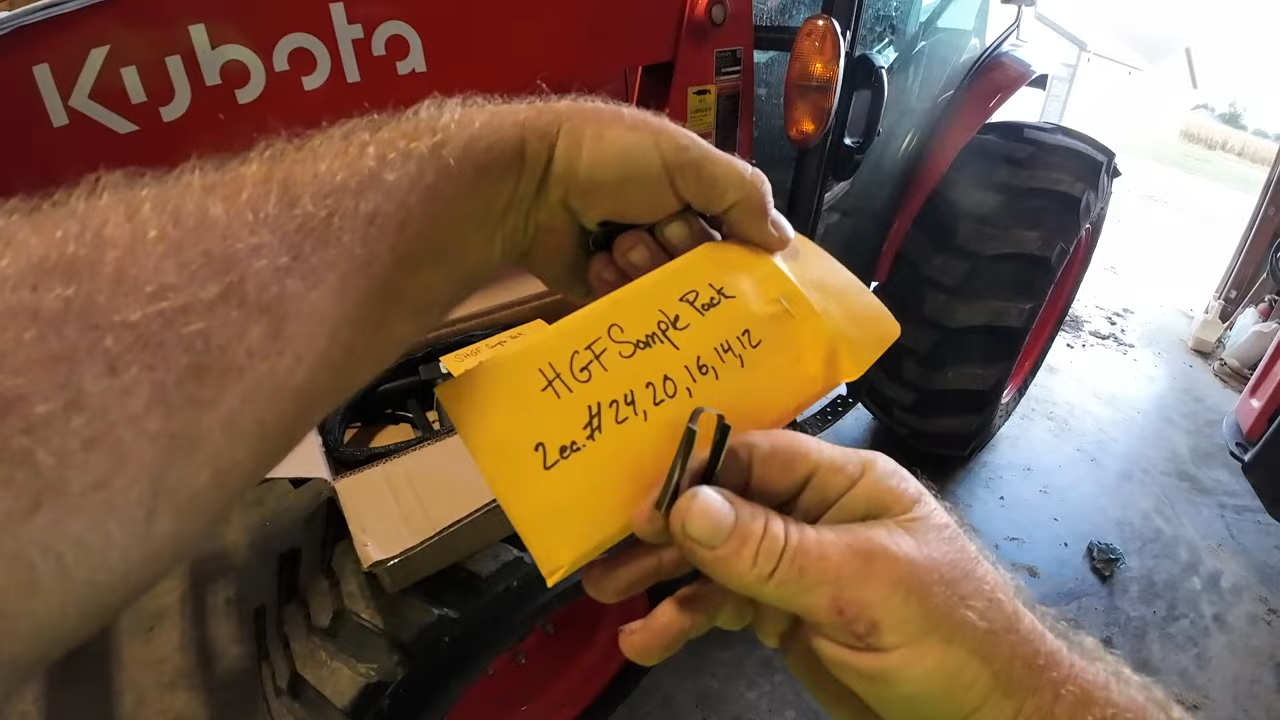 Kubota
HGF Sample Pack
2ea. # 24, 20, 16, 14, 12